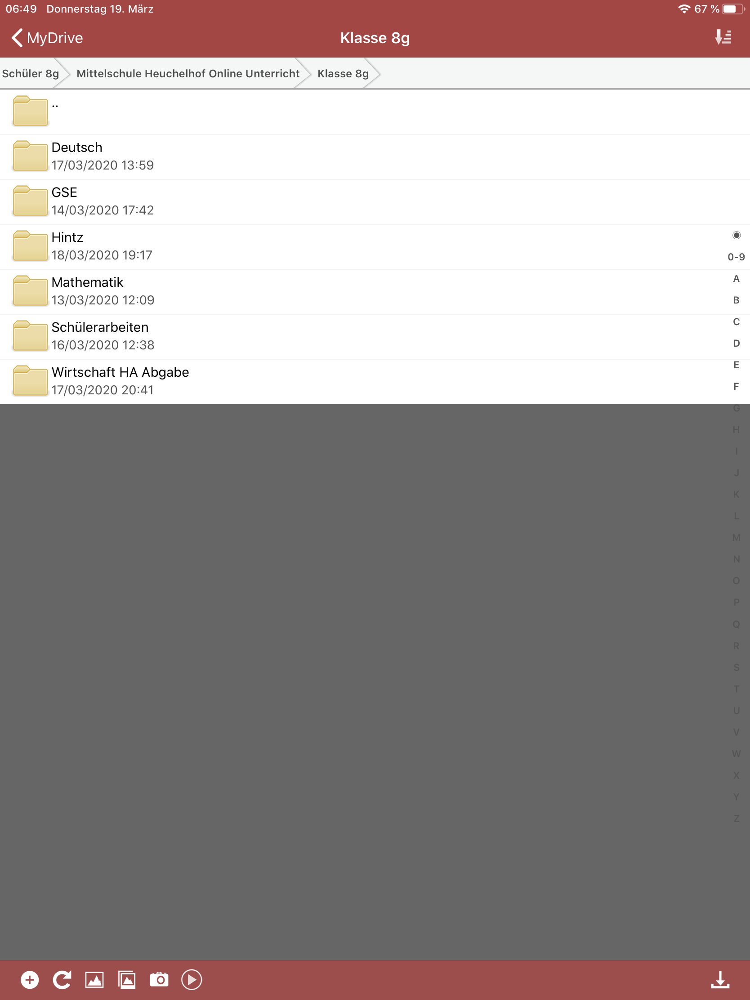 06:49 Donnerstag 19. März 67 %
MyDrive Klasse 8g
Schüler 8g Mittelschule Heuchelhof Online Unterricht Klasse 8g
..
Deutsch
17/03/2020 13:59
GSE
14/03/2020 17:42
Hintz
18/03/2020 19:17
Mathematik
13/03/2020 12:09
Schülerarbeiten
16/03/2020 12:38
Wirtschaft HA Abgabe
17/03/2020 20:41
0-9
A
B
C
D
E
F
G
H
I
J
K
L
M
N
O
P
Q
R
S
T
U
V
W
X
Y
Z